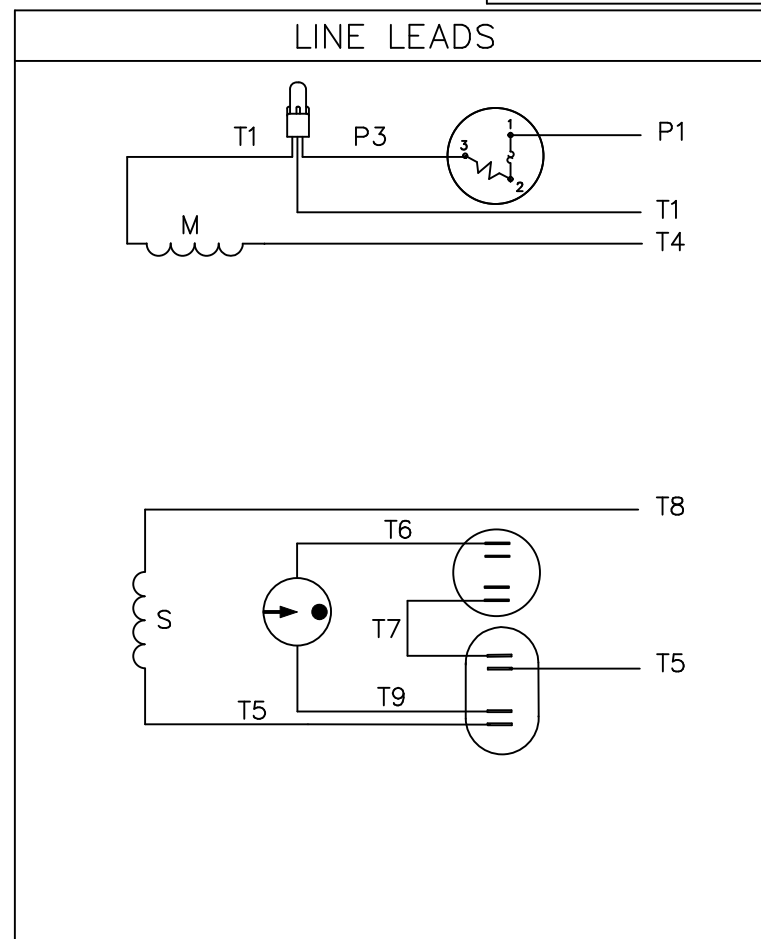 LINE LEADS
T1 P3 1 3 2 P1
T1
M T4
T8
T6
S T7
T5
T5 T9